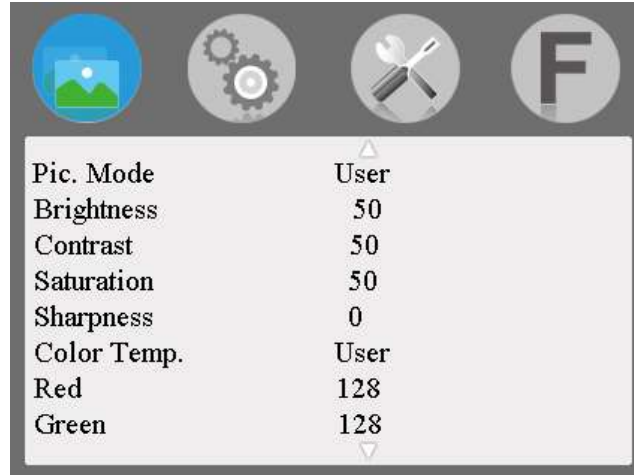 F
Pic. Mode User
Brightness 50
Contrast 50
Saturation 50
Sharpness 0
Color Temp. User
Red 128
Green 128